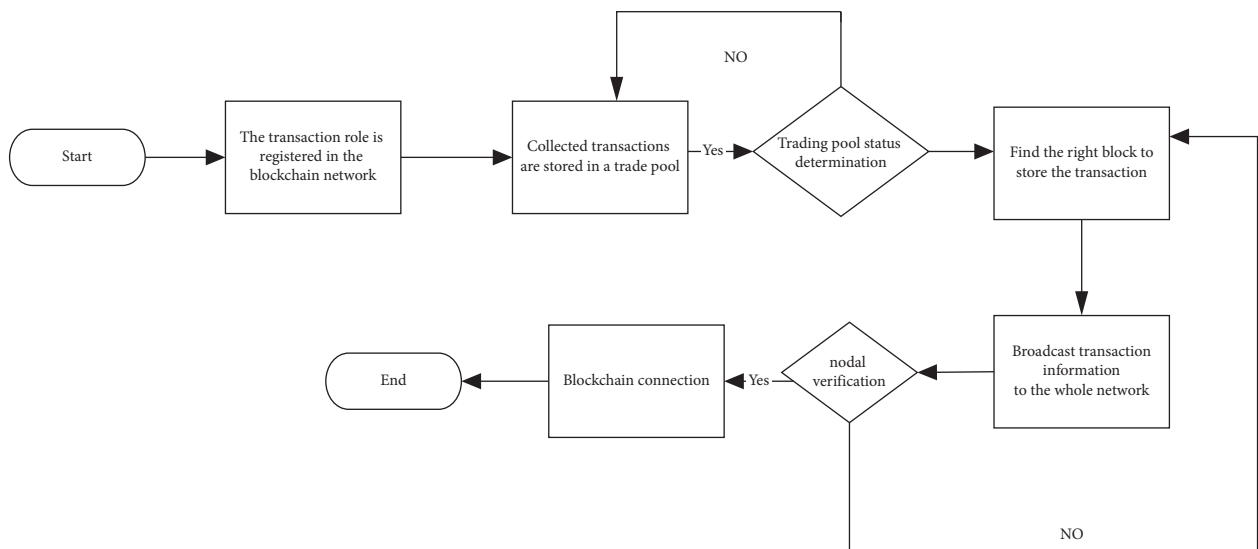 NO
Start
The transaction role is
registered in the
blockchain network
Collected transactions
are stored in a trade pool
Yes
Trading pool status
determination
Find the right block to
store the transaction
End
Blockchain connection
Yes
nodal
verification
Broadcast transaction
information
to the whole network
NO